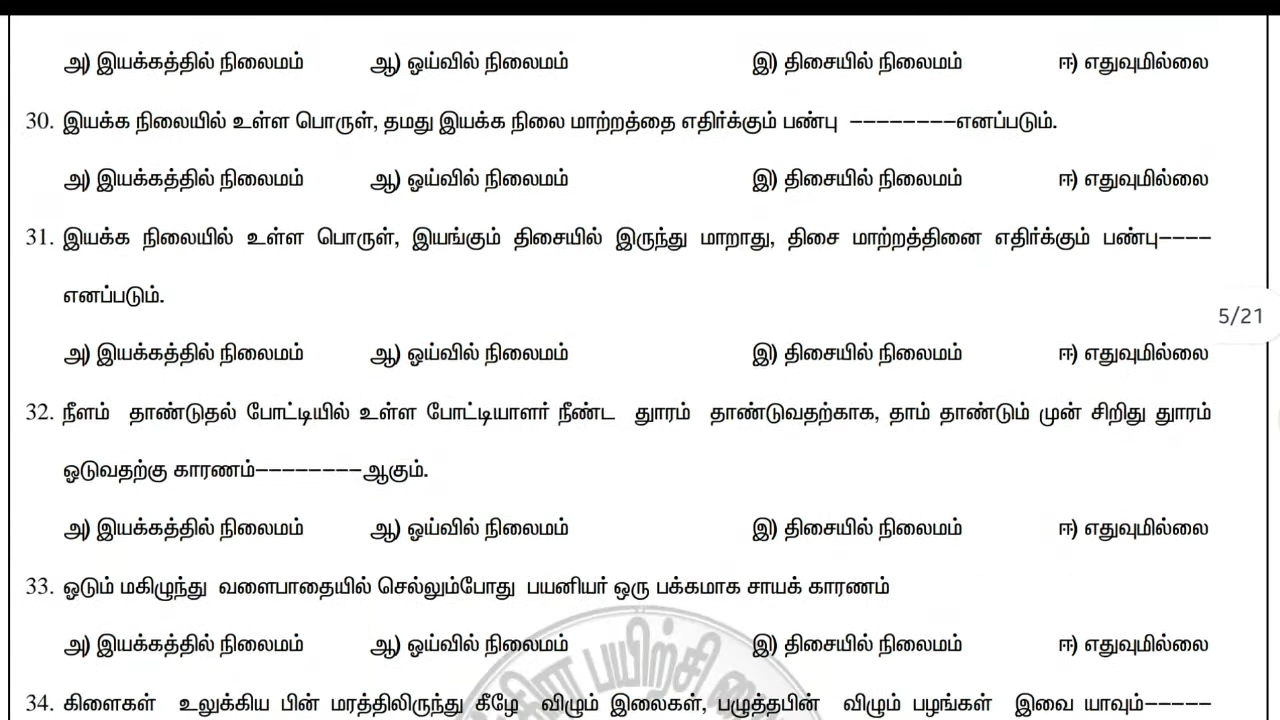 அ) இயக்கத்தில் நிலைமம் ஆ) ஓய்வில் நிலைமம் இ) திசையில் நிலைமம் ஈ) எதுவுமில்லை
30. இயக்க நிலையில் உள்ள பொருள், தமது இயக்க நிலை மாற்றத்தை எதிர்க்கும் பண்பு --------எனப்படும்.
அ) இயக்கத்தில் நிலைமம் ஆ) ஓய்வில் நிலைமம் இ) திசையில் நிலைமம் ஈ) எதுவுமில்லை
31. இயக்க நிலையில் உள்ள பொருள், இயங்கும் திசையில் இருந்து மாறாது, திசை மாற்றத்தினை எதிர்க்கும் பண்பு----
எனப்படும்.
5/21
அ) இயக்கத்தில் நிலைமம் ஆ) ஓய்வில் நிலைமம் இ) திசையில் நிலைமம் ஈ) எதுவுமில்லை
32. நீளம் தாண்டுதல் போட்டியில் உள்ள போட்டியாளர் நீண்ட தூரம் தாண்டுவதற்காக, தாம் தாண்டும் முன் சிறிது தூரம்
ஓடுவதற்கு காரணம்--------ஆகும்.
அ) இயக்கத்தில் நிலைமம் ஆ) ஓய்வில் நிலைமம் இ) திசையில் நிலைமம் ஈ) எதுவுமில்லை
33. ஓடும் மகிழுந்து வளைபாதையில் செல்லும்போது பயனியர் ஒரு பக்கமாக சாயக் காரணம்
அ) இயக்கத்தில் நிலைமம் ஆ) ஓய்வில் நிலைமம் இ) திசையில் நிலைமம் ஈ) எதுவுமில்லை
பயிற்சி
34. கிளைகள் உலுக்கிய பின் மரத்திலிருந்து கீழே விழும் இலைகள், பழுத்தபின் விழும் பழங்கள் இவை யாவும்-----